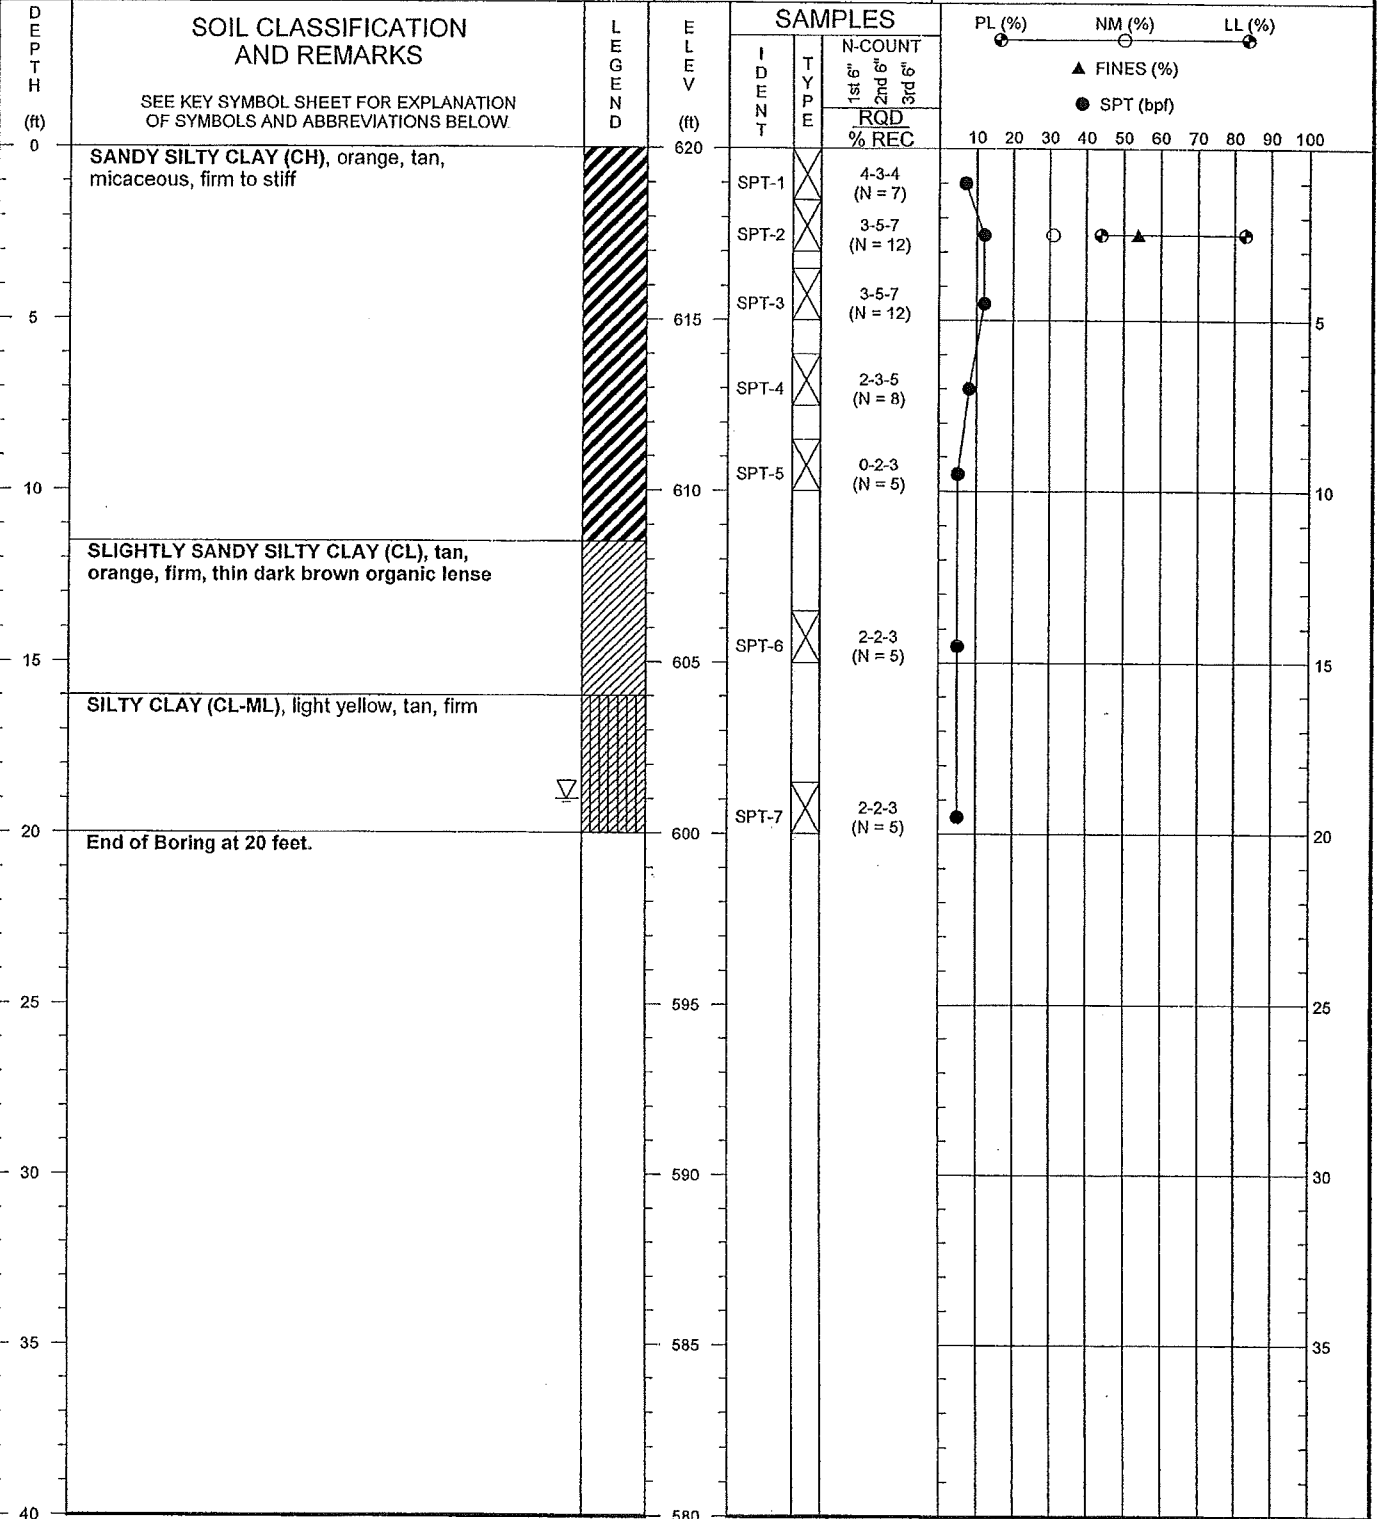 DEPTH
(ft)
SOIL CLASSIFICATION
AND REMARKS
SEE KEY SYMBOL SHEET FOR EXPLANATION
OF SYMBOLS AND ABBREVIATIONS BELOW.
LEGEND
ELEV
(ft)
SAMPLES
IDENT
TYPE
N-COUNT
1st 6"
2nd 6"
3rd 6"
RQD
% REC
PL (%) NM (%) LL (%)
▲ FINES (%)
● SPT (bpf)
10 20 30 40 50 60 70 80 90 100
0
SANDY SILTY CLAY (CH), orange, tan,
micaceous, firm to stiff
620
SPT-1
4-3-4
(N = 7)
SPT-2
3-5-7
(N = 12)
SPT-3
3-5-7
(N = 12)
5 615 5
SPT-4
2-3-5
(N = 8)
SPT-5
0-2-3
(N = 5)
10 610 10
SLIGHTLY SANDY SILTY CLAY (CL), tan,
orange, firm, thin dark brown organic lense
SPT-6
2-2-3
(N = 5)
15 605 15
SILTY CLAY (CL-ML), light yellow, tan, firm
SPT-7
2-2-3
(N = 5)
20 600 20
End of Boring at 20 feet.
25 595 25
30 590 30
35 585 35
40 580